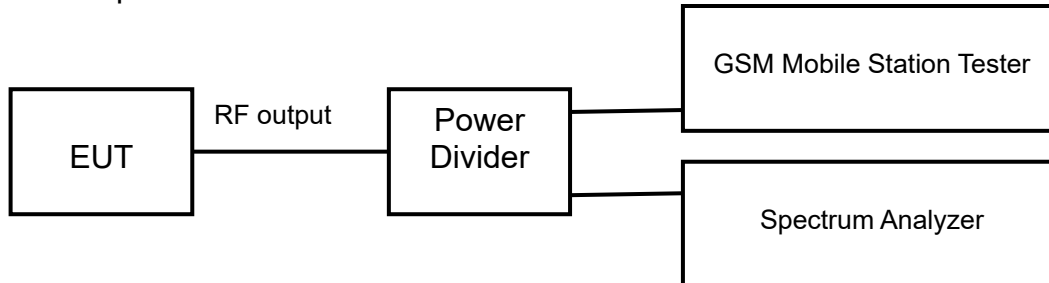 EUT
RF output
Power
Divider
GSM Mobile Station Tester
Spectrum Analyzer